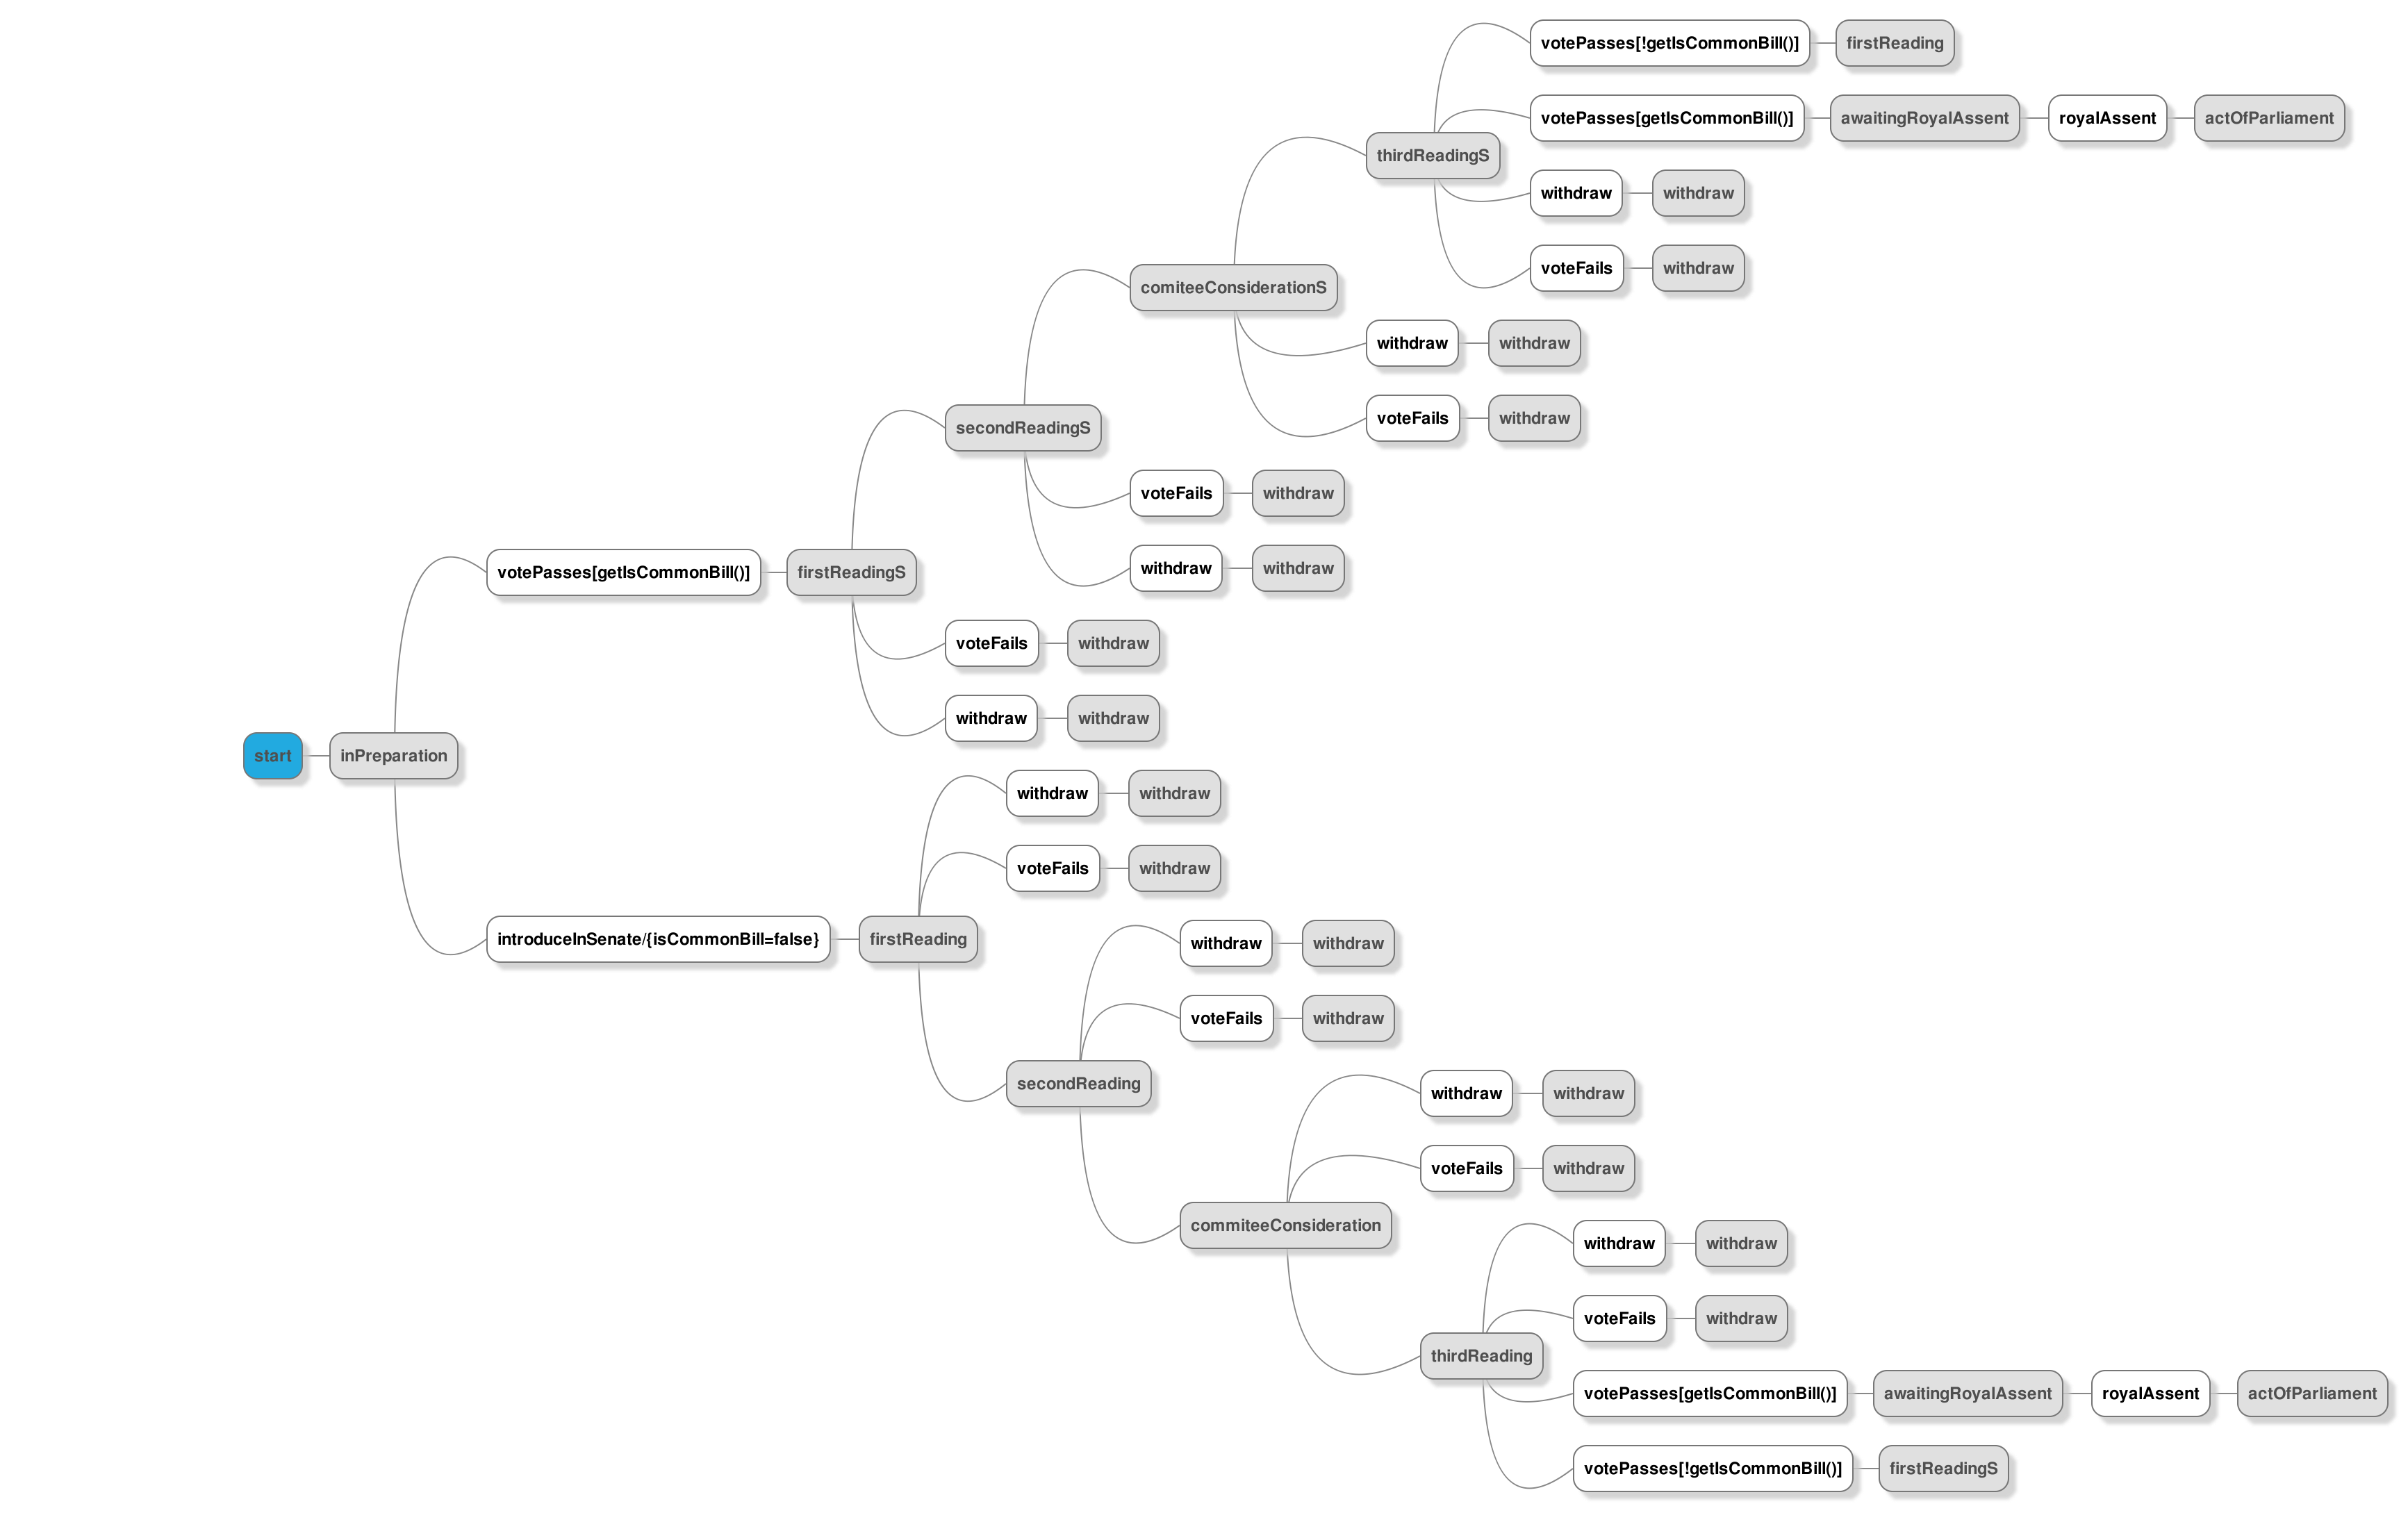 votePasses[!getIsCommonBill()] firstReading
votePasses[getIsCommonBill()] awaitingRoyalAssent royalAssent actOfParliament
thirdReadingS
withdraw withdraw
voteFails withdraw
comiteeConsiderationS
withdraw withdraw
voteFails withdraw
secondReadingS
voteFails withdraw
withdraw withdraw
votePasses[getIsCommonBill()] firstReadingS
voteFails withdraw
withdraw withdraw
start inPreparation
withdraw withdraw
voteFails withdraw
introduceInSenate/{isCommonBill=false} firstReading
withdraw withdraw
voteFails withdraw
secondReading
withdraw withdraw
voteFails withdraw
commiteeConsideration
withdraw withdraw
voteFails withdraw
thirdReading
votePasses[getIsCommonBill()] awaitingRoyalAssent royalAssent actOfParliament
votePasses[!getIsCommonBill()] firstReadingS